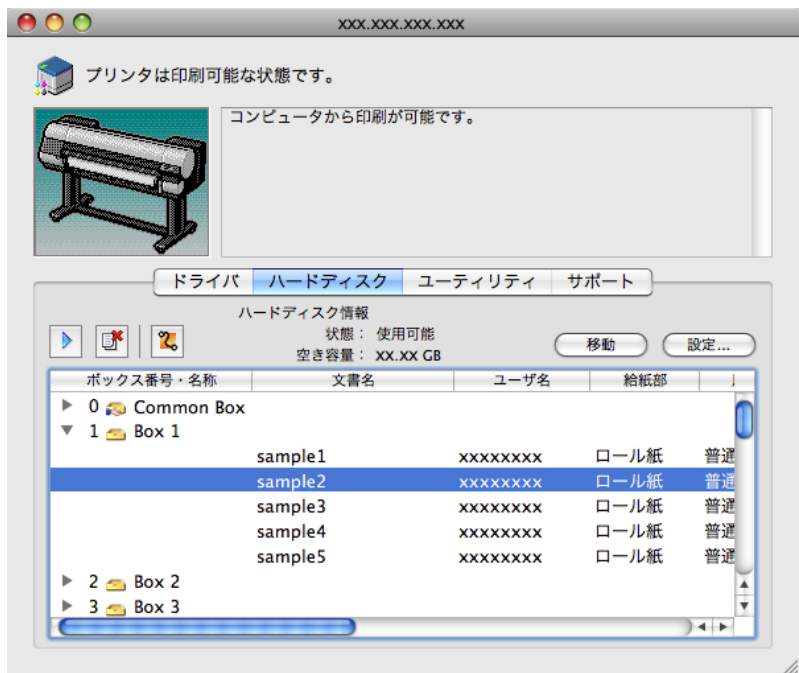 xxx.xxx.xxx.xxx
プリンタは印刷可能な状態です。
コンピュータから印刷が可能です。
ドライバ ハードディスク ユーティリティ サポート
ハードディスク情報
状態： 使用可能
空き容量： XX.XX GB
移動 設定...
ボックス番号・名称 文書名 ユーザ名 給紙部
0 Common Box
1 Box 1
sample1 xxxxxxxx ロール紙 普通
sample2 xxxxxxxx ロール紙 普通
sample3 xxxxxxxx ロール紙 普通
sample4 xxxxxxxx ロール紙 普通
sample5 xxxxxxxx ロール紙 普通
2 Box 2
3 Box 3